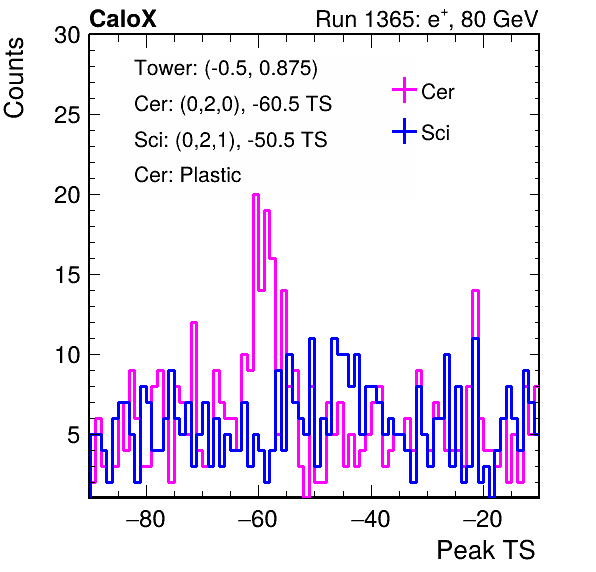 CaloX Run 1365: e+, 80 GeV
Counts
30
25
20
15
10
5
Tower: (-0.5, 0.875)
Cer: (0,2,0), -60.5 TS
Sci: (0,2,1), -50.5 TS
Cer: Plastic
Cer
Sci
−80 −60 −40 −20
Peak TS